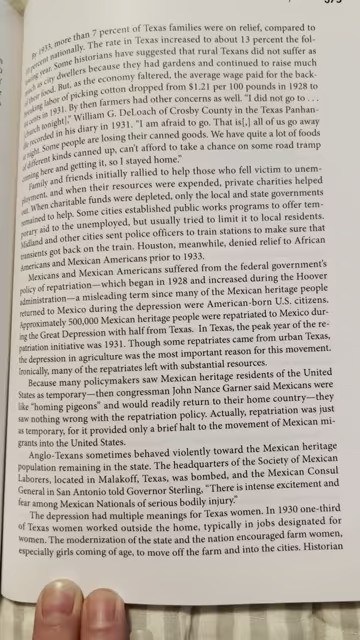 By 1933, more than 7 percent of Texas families were on relief, compared to
percent nationally. The rate in Texas increased to about 13 percent the fol-
year. Some historians have suggested that rural Texans did not suffer as
much as city dwellers because they had gardens and continued to raise much
of their food. But, as the economy faltered, the average wage paid for the back-
breaking labor of picking cotton dropped from $1.21 per 100 pounds in 1928 to
cents in 1931. By then farmers had other concerns as well. "I did not go to . . .
church tonight[,]" William G. DeLoach of Crosby County in the Texas Panhan-
dle recorded in his diary in 1931. "I am afraid to go. That is[,] all of us go away
at night. Some people are losing their canned goods. We have quite a lot of foods
of different kinds canned up, can't afford to take a chance on some road tramp
coming here and getting it, so I stayed home."
Family and friends initially rallied to help those who fell victim to unem-
ployment, and when their resources were expended, private charities helped
out. When charitable funds were depleted, only the local and state governments
remained to help. Some cities established public works programs to offer tem-
porary aid to the unemployed, but usually tried to limit it to local residents.
Midland and other cities sent police officers to train stations to make sure that
transients got back on the train. Houston, meanwhile, denied relief to African
Americans and Mexican Americans prior to 1933.
Mexicans and Mexican Americans suffered from the federal government's
policy of repatriation—which began in 1928 and increased during the Hoover
administration—a misleading term since many of the Mexican heritage people
returned to Mexico during the depression were American-born U.S. citizens.
Approximately 500,000 Mexican heritage people were repatriated to Mexico dur-
ing the Great Depression with half from Texas. In Texas, the peak year of the re-
patriation initiative was 1931. Though some repatriates came from urban Texas,
the depression in agriculture was the most important reason for this movement.
Ironically, many of the repatriates left with substantial resources.
Because many policymakers saw Mexican heritage residents of the United
States as temporary—then congressman John Nance Garner said Mexicans were
like "homing pigeons" and would readily return to their home country—they
saw nothing wrong with the repatriation policy. Actually, repatriation was just
as temporary, for it provided only a brief halt to the movement of Mexican mi-
grants into the United States.
Anglo-Texans sometimes behaved violently toward the Mexican heritage
population remaining in the state. The headquarters of the Society of Mexican
Laborers, located in Malakoff, Texas, was bombed, and the Mexican Consul
General in San Antonio told Governor Sterling, "There is intense excitement and
fear among Mexican Nationals of serious bodily injury."
The depression had multiple meanings for Texas women. In 1930 one-third
of Texas women worked outside the home, typically in jobs designated for
women. The modernization of the state and the nation encouraged farm women,
especially girls coming of age, to move off the farm and into the cities. Historian